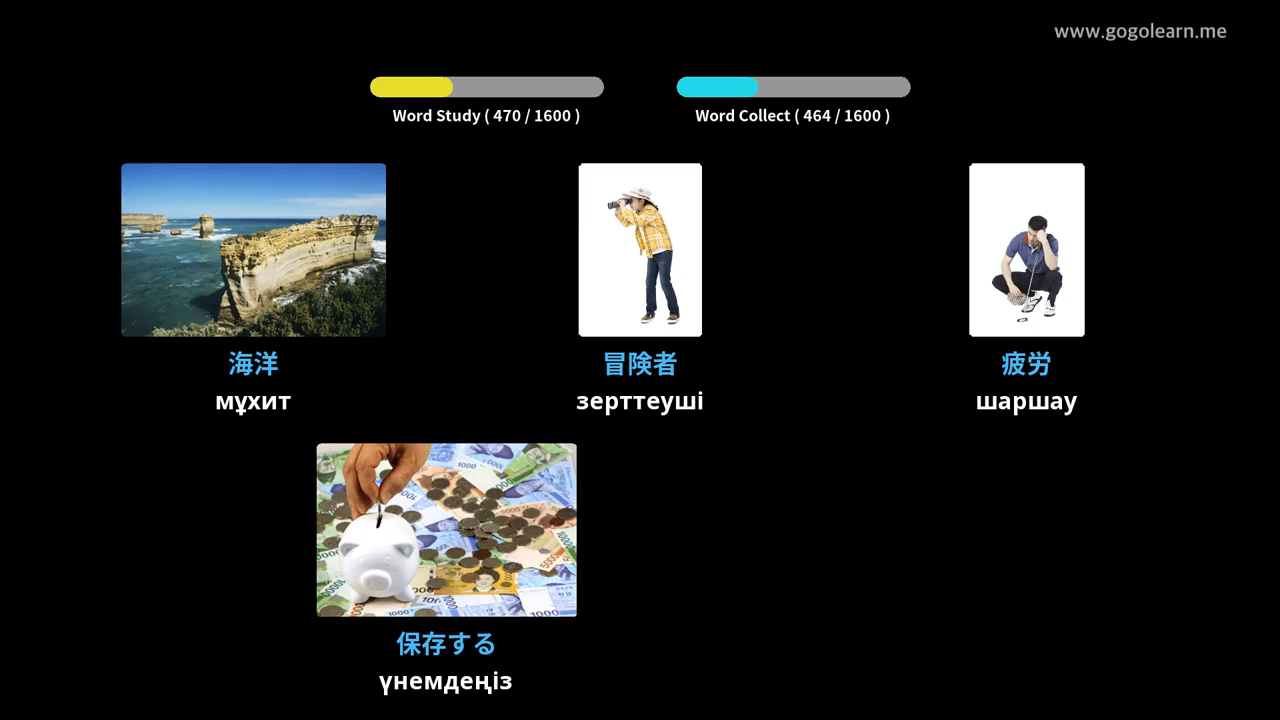 www.gogolearn.me
Word Study ( 470 / 1600 )
Word Collect ( 464 / 1600 )
海洋
мұхит
冒険者
зерттеуші
疲労
шаршау
保存する
үнемдеңіз